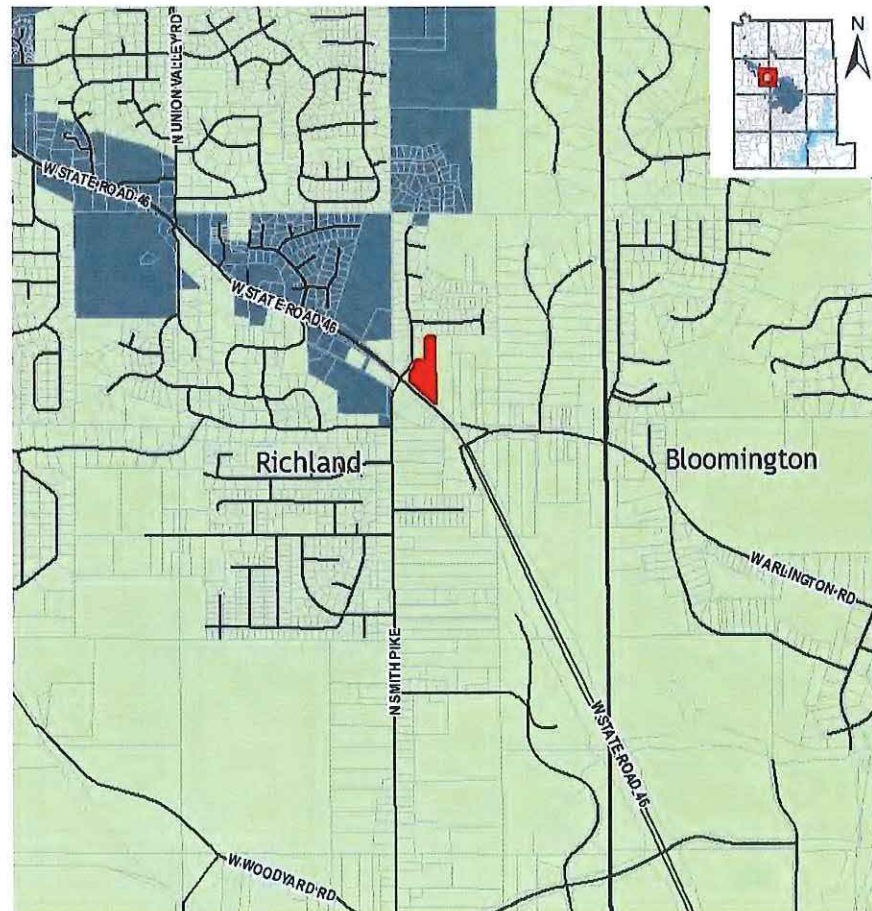 N UNION VALLEY RD
N
W STATE ROAD 46
W STATE ROAD 46
Richland
Bloomington
W ARLINGTON RD
N SMITH PIKE
W STATE ROAD 46
W WOODYARD RD